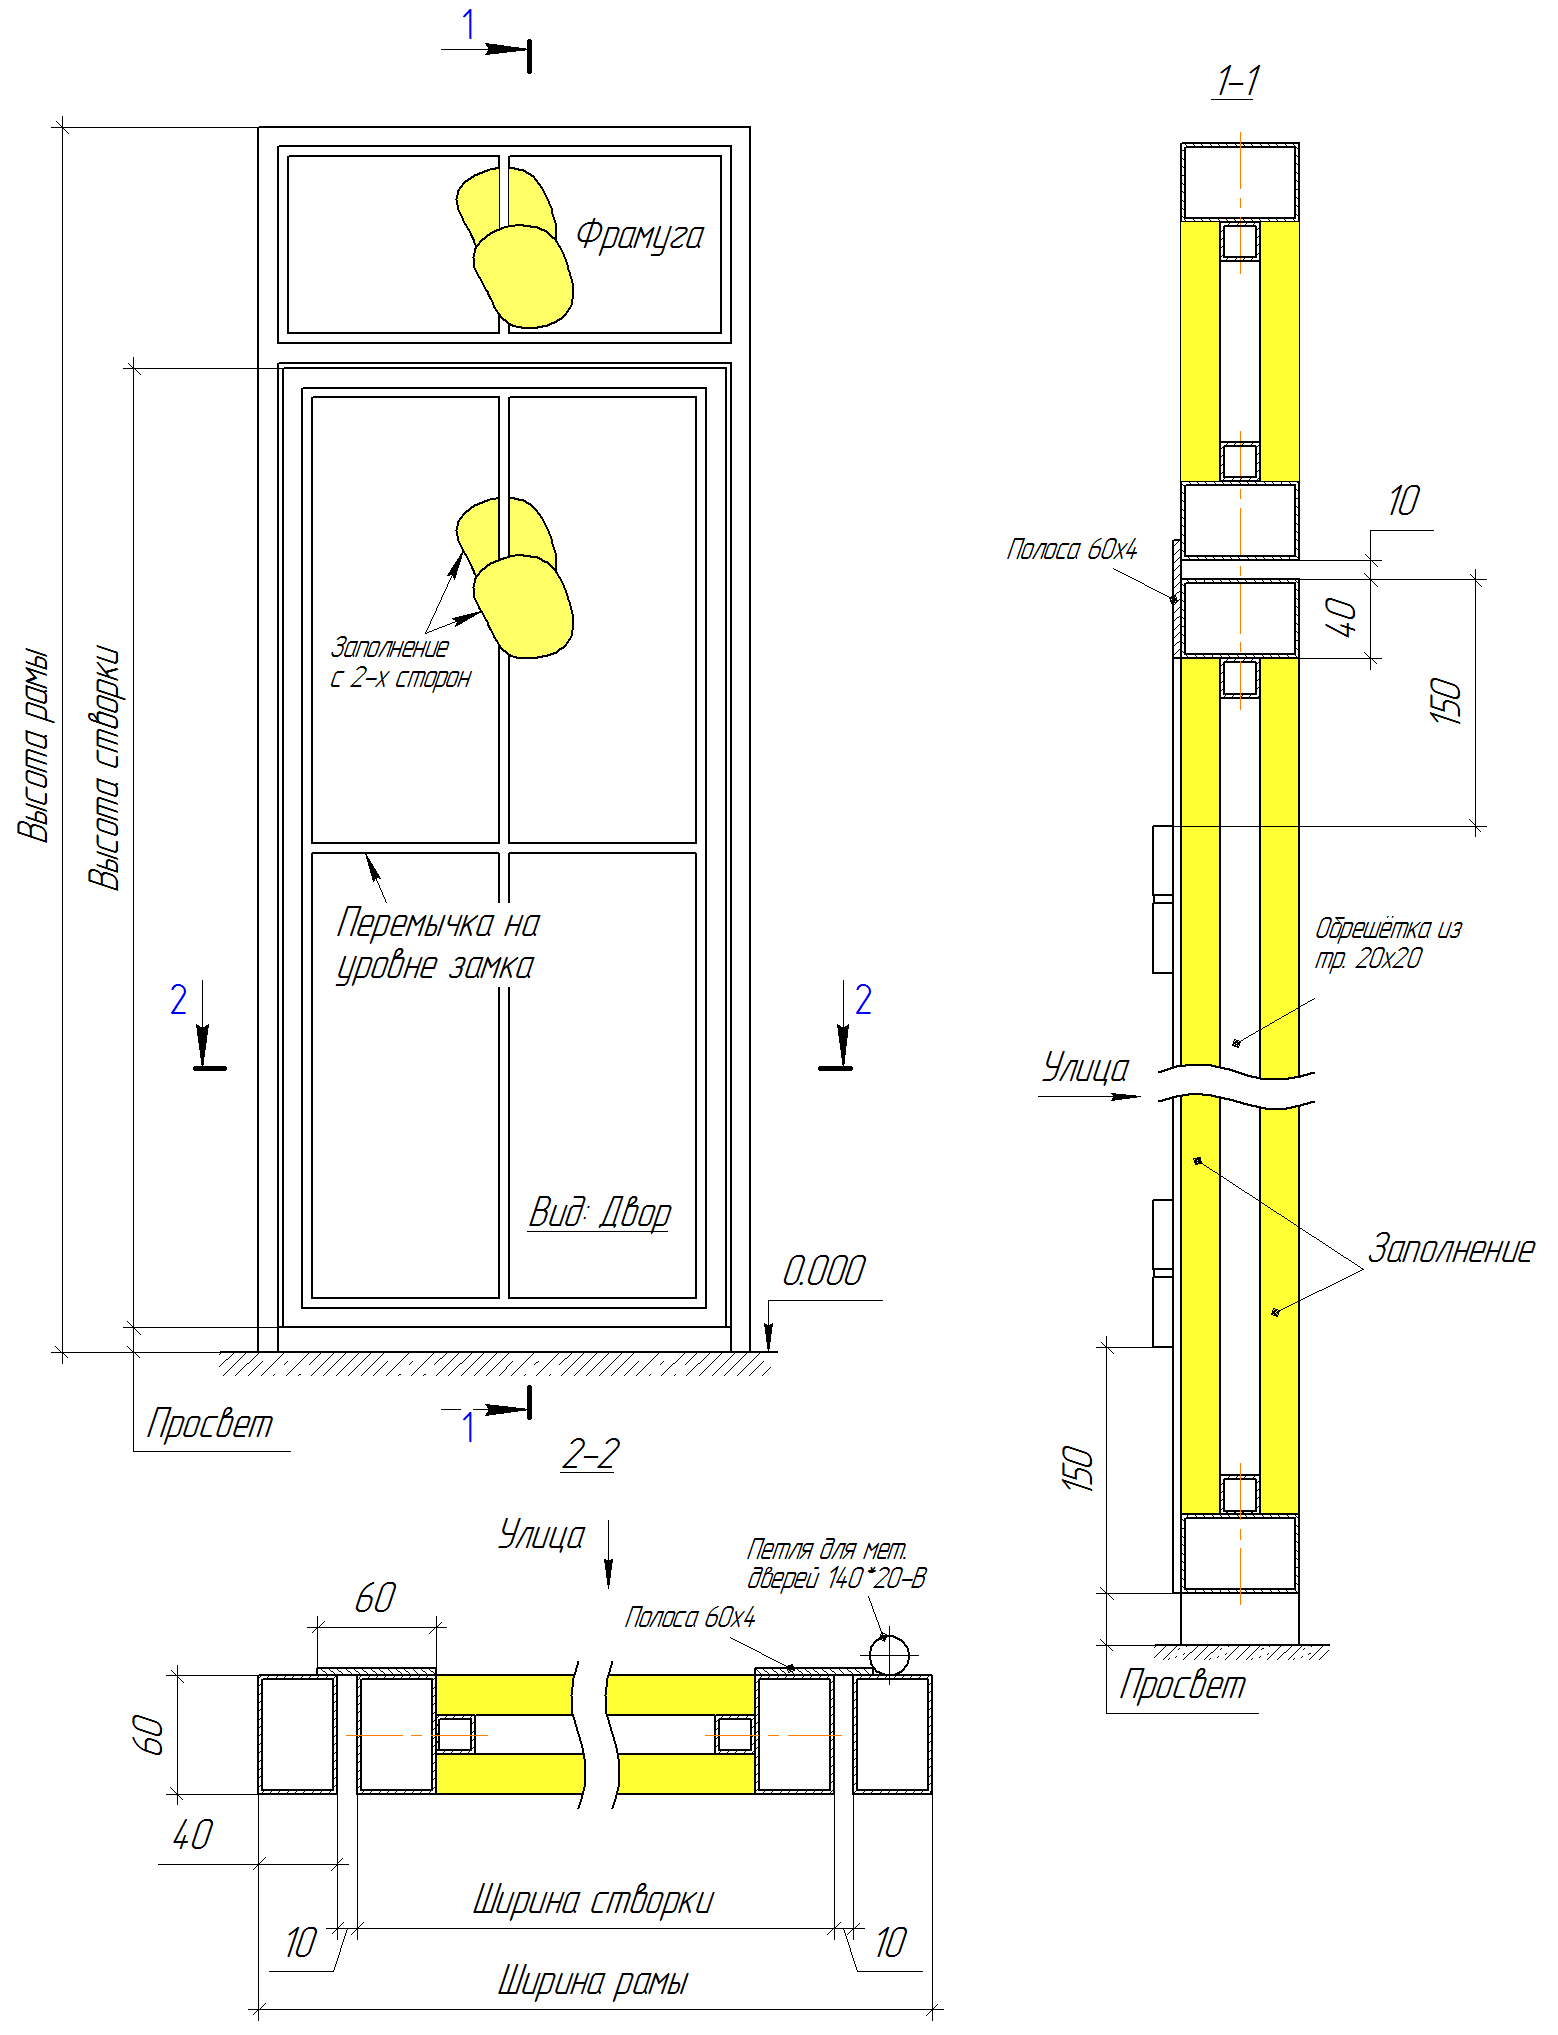 1
1-1
Фрамуга
10
Полоса 60х4
40
150
Заполнение
с 2-х сторон
Высота рамы
Высота створки
Перемычка на
уровне замка
Обрешётка из
тр. 20х20
2
2
Улица
Вид: Двор
Заполнение
0.000
Просвет
1
150
2-2
Улица
Петля для мет.
дверей 140*20-В
60
Полоса 60х4
Просвет
60
40
Ширина створки
10
10
Ширина рамы